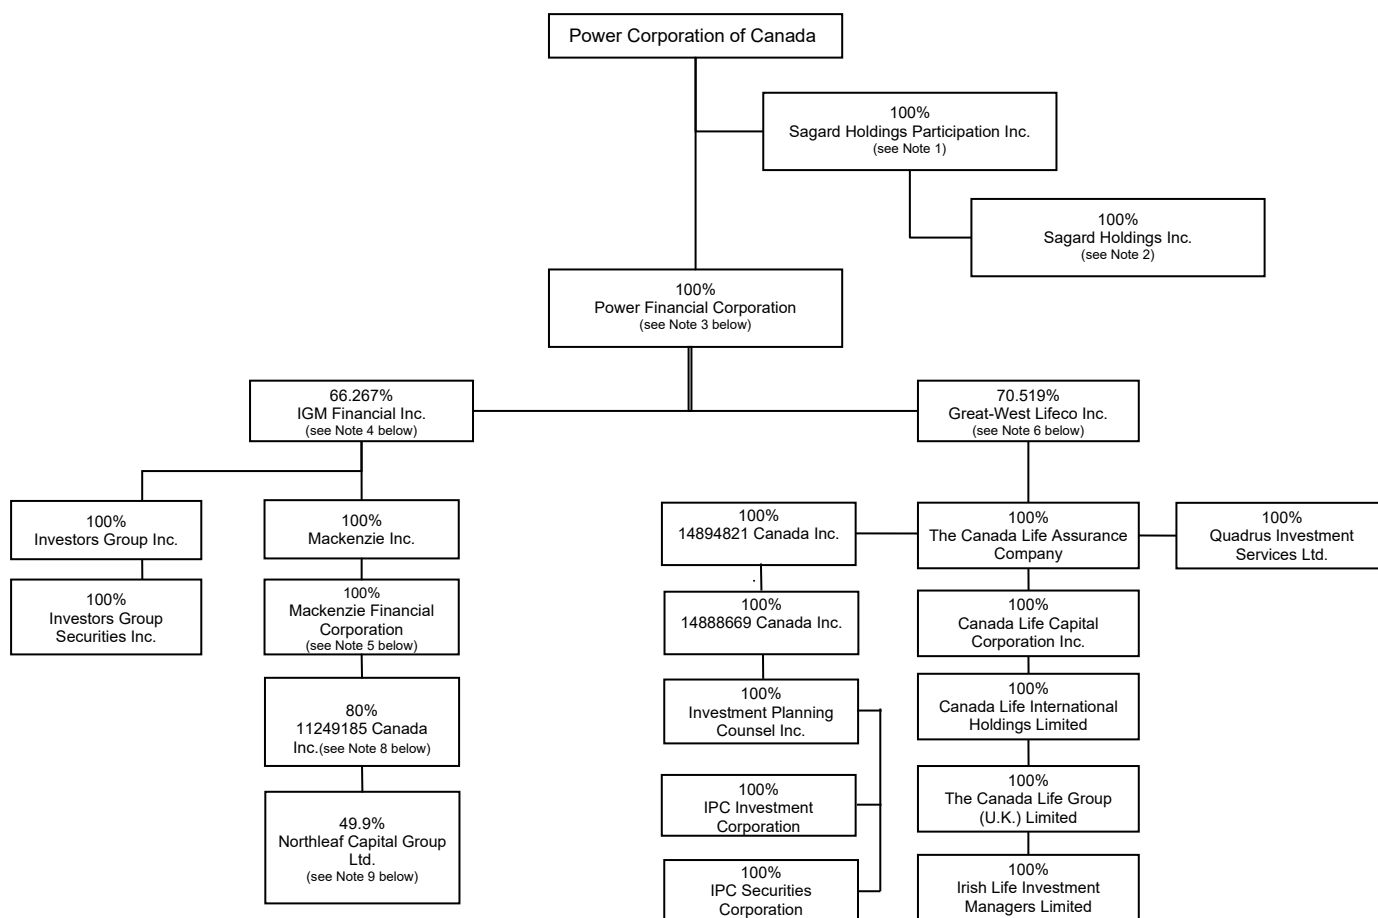 Power Corporation of Canada
100%
Sagard Holdings Participation Inc.
(see Note 1)
100%
Sagard Holdings Inc.
(see Note 2)
100%
Power Financial Corporation
(see Note 3 below)
66.267%
IGM Financial Inc.
(see Note 4 below)
70.519%
Great-West Lifeco Inc.
(see Note 6 below)
100%
Investors Group Inc.
100%
Investors Group
Securities Inc.
100%
Mackenzie Inc.
100%
Mackenzie Financial
Corporation
(see Note 5 below)
80%
11249185 Canada
Inc.(see Note 8 below)
49.9%
Northleaf Capital Group
Ltd.
(see Note 9 below)
100%
14894821 Canada Inc.
100%
14888669 Canada Inc.
100%
Investment Planning
Counsel Inc.
100%
IPC Investment
Corporation
100%
IPC Securities
Corporation
100%
The Canada Life Assurance
Company
100%
Canada Life Capital
Corporation Inc.
100%
Canada Life International
Holdings Limited
100%
The Canada Life Group
(U.K.) Limited
100%
Irish Life Investment
Managers Limited
100%
Quadrus Investment
Services Ltd.